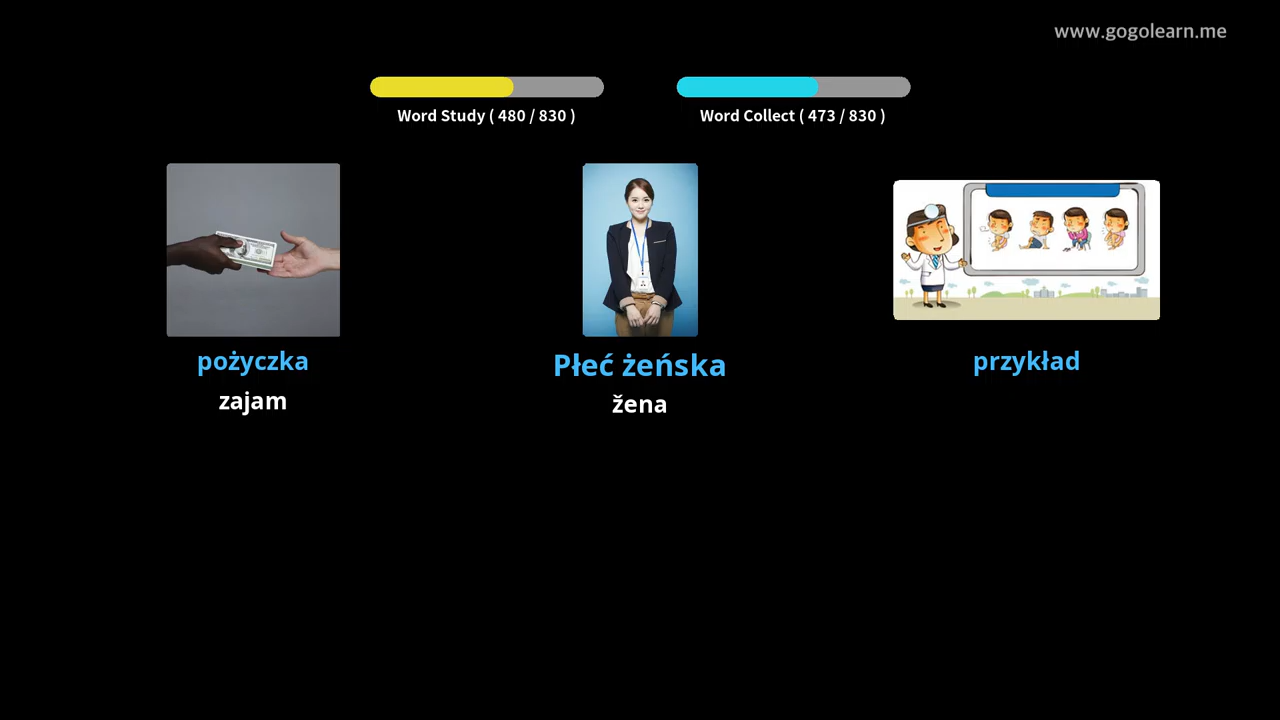 www.gogolearn.me
Word Study ( 480 / 830 )
Word Collect ( 473 / 830 )
pożyczka
zajam
Płeć żeńska
žena
przykład